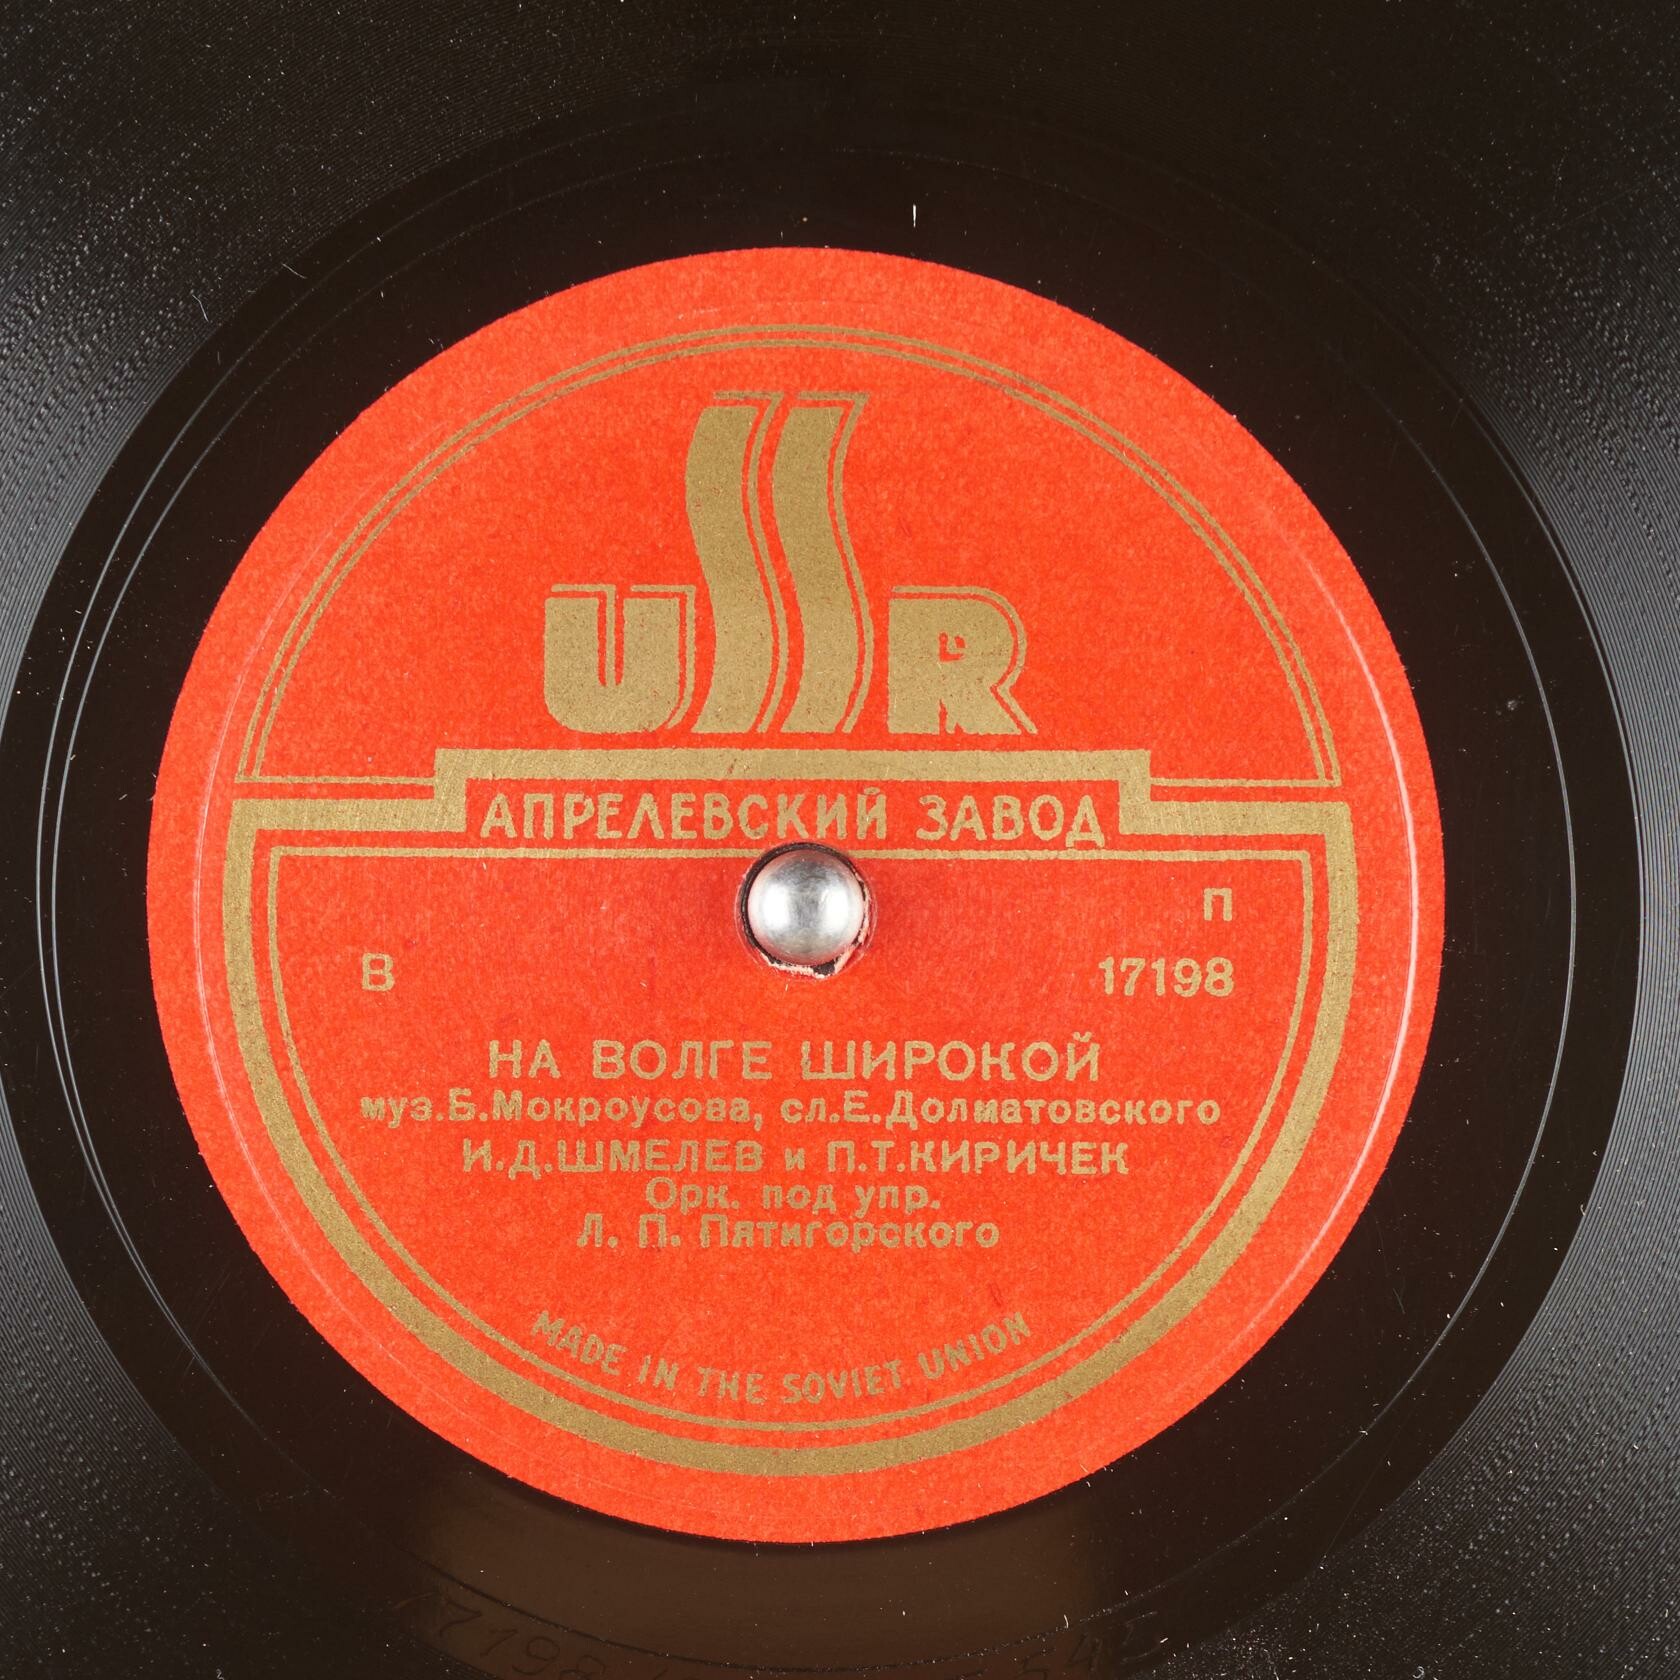 USSR
АПРЕЛЕВСКИЙ ЗАВОД
П
В 17198
НА ВОЛГЕ ШИРОКОЙ
муз.Б.Мокроусова, сл.Е.Долматовского
И.Д.ШМЕЛЕВ и П.Т.КИРИЧЕК
Орк. под упр.
Л. П. Пятигорского
MADE IN THE SOVIET UNION